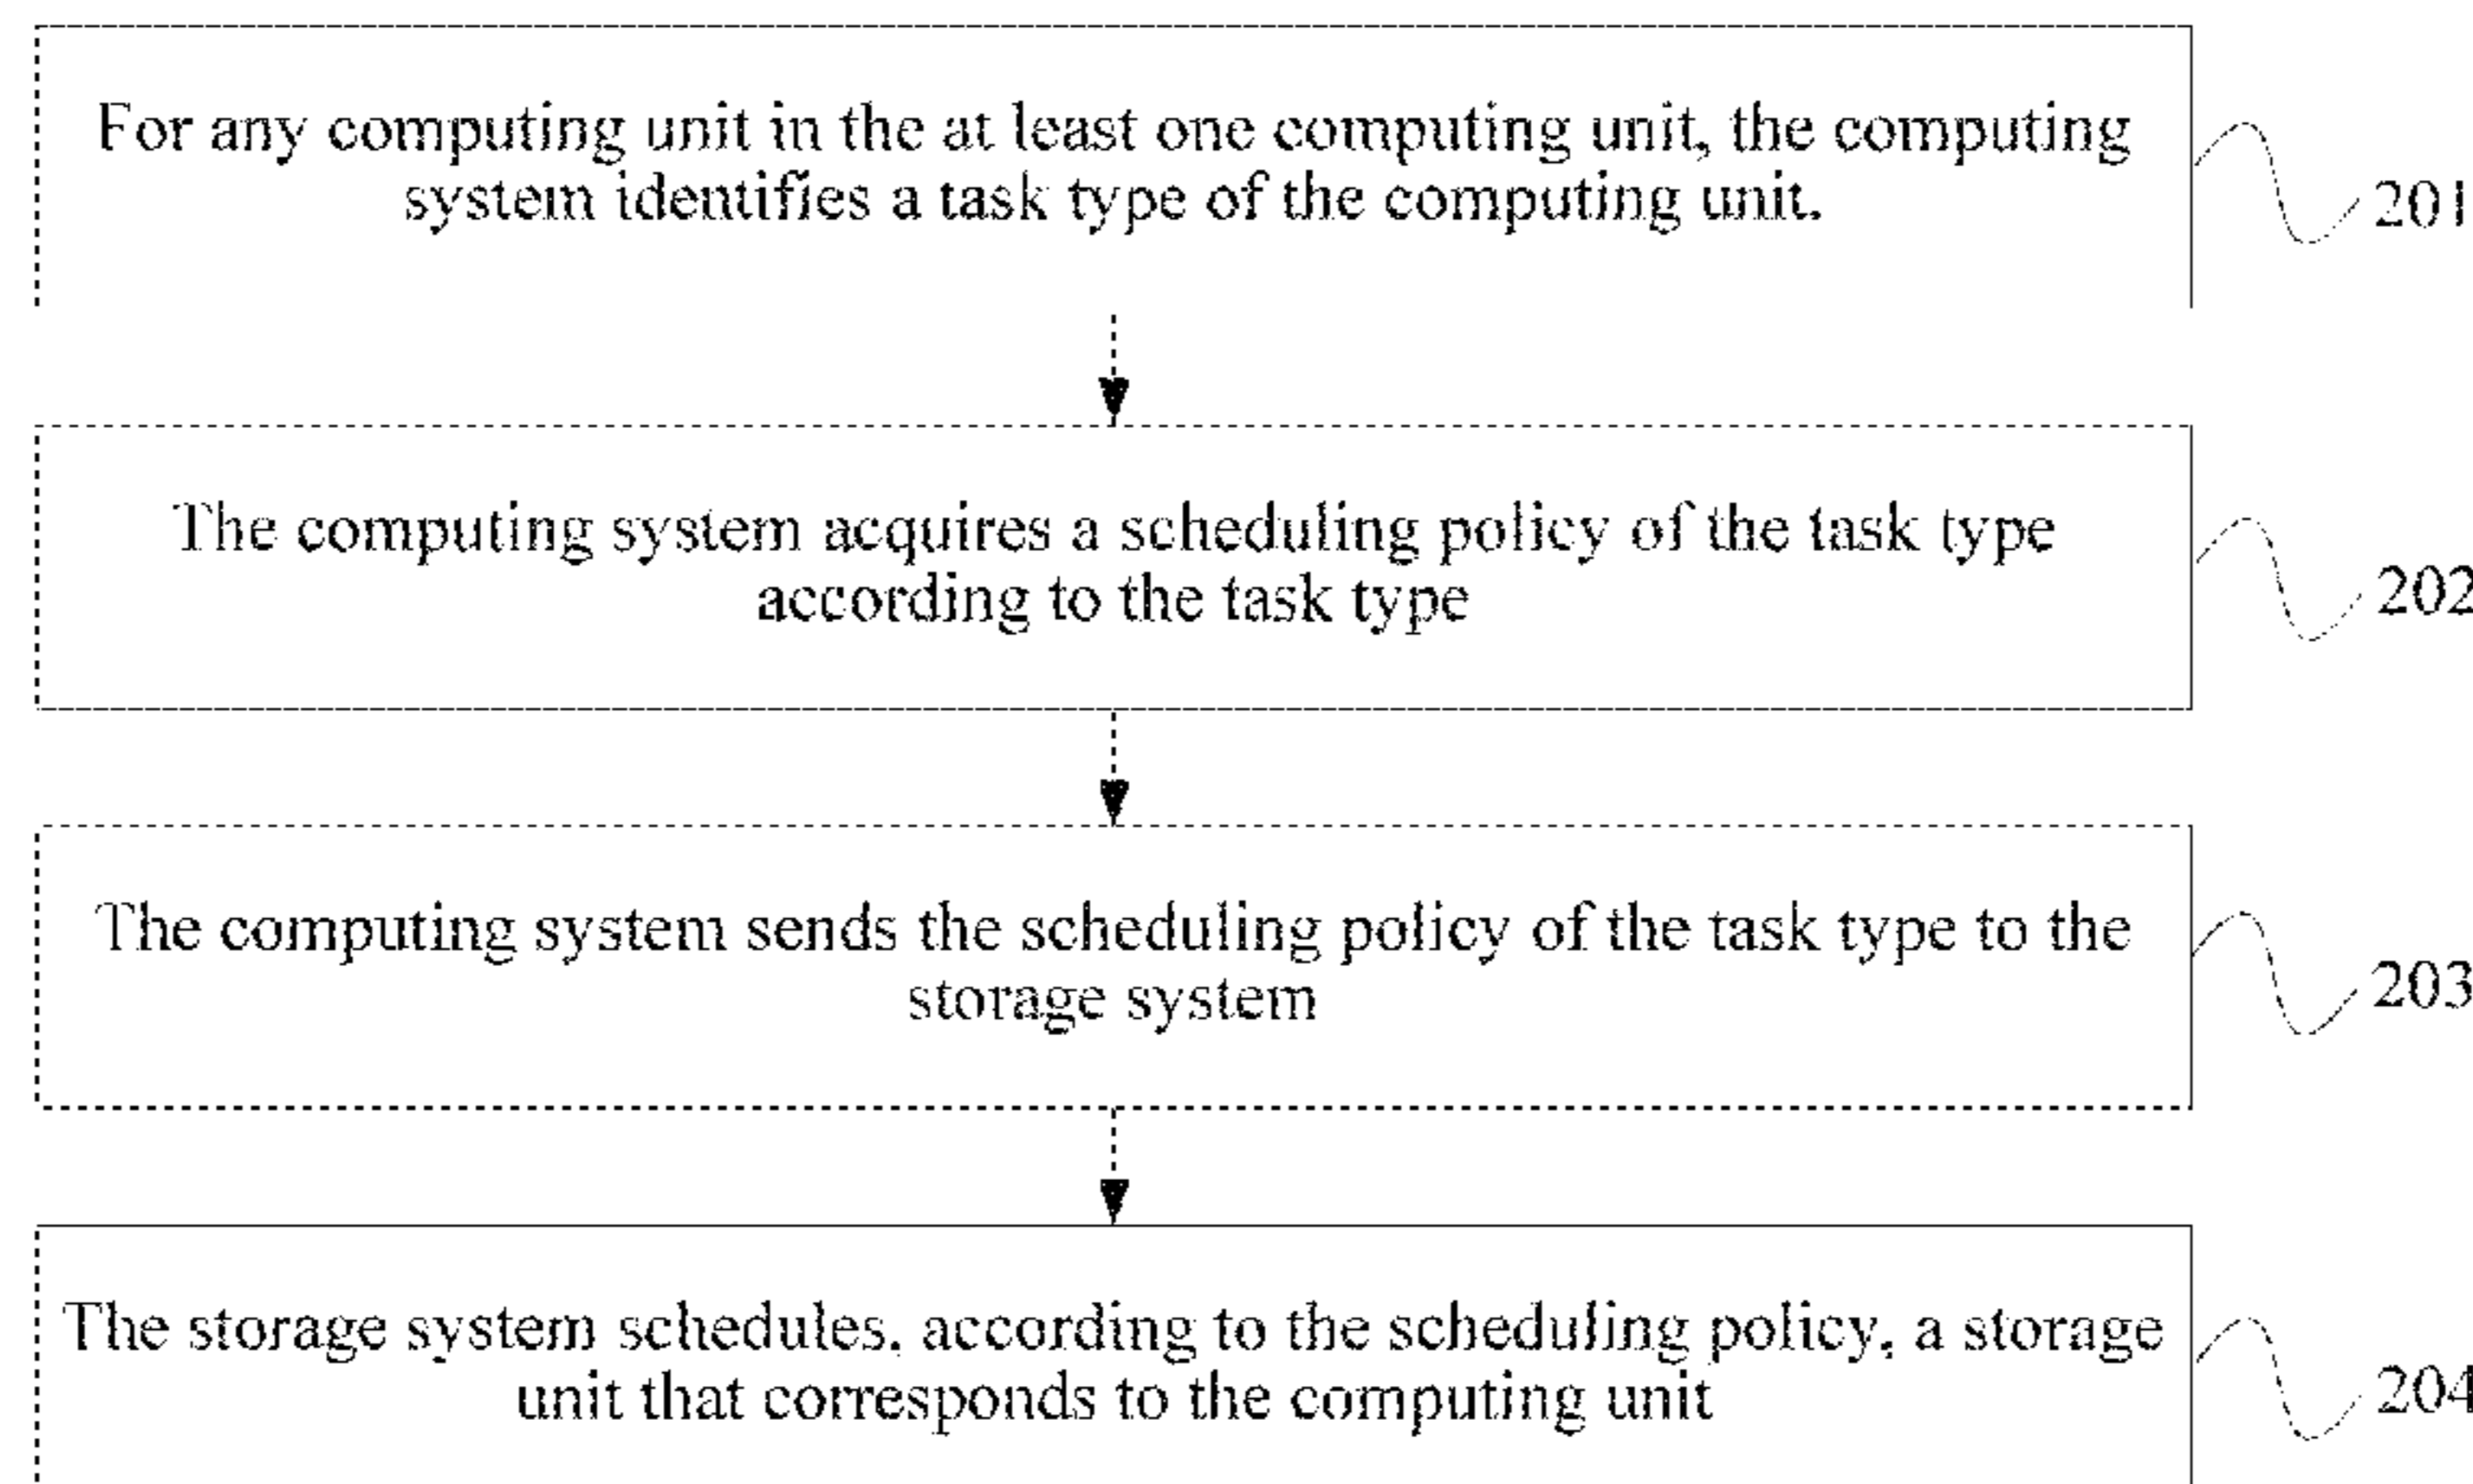 For any computing unit in the at least one computing unit, the computing
system identifies a task type of the computing unit.
201
The computing system acquires a scheduling policy of the task type
according to the task type
202
The computing system sends the scheduling policy of the task type to the
storage system
203
The storage system schedules, according to the scheduling policy, a storage
unit that corresponds to the computing unit
204